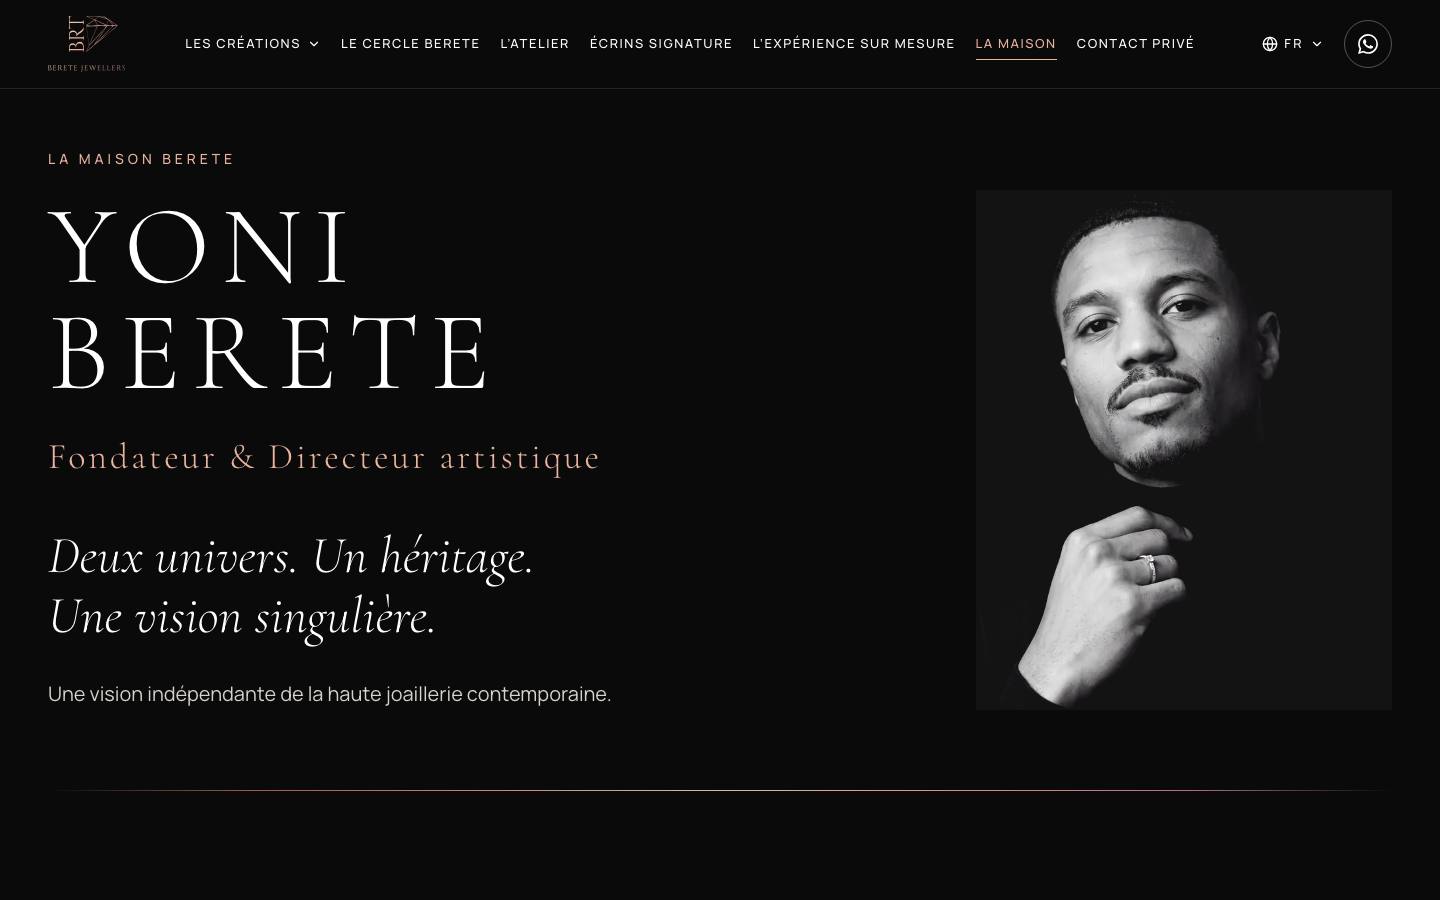 BRT
BERETE JEWELLERS
LES CRÉATIONS
LE CERCLE BERETE
L'ATELIER
ÉCRINS SIGNATURE
L'EXPÉRIENCE SUR MESURE
LA MAISON
CONTACT PRIVÉ
FR
LA MAISON BERETE
YONI
BERETE
Fondateur & Directeur artistique
Deux univers. Un héritage.
Une vision singulière.
Une vision indépendante de la haute joaillerie contemporaine.